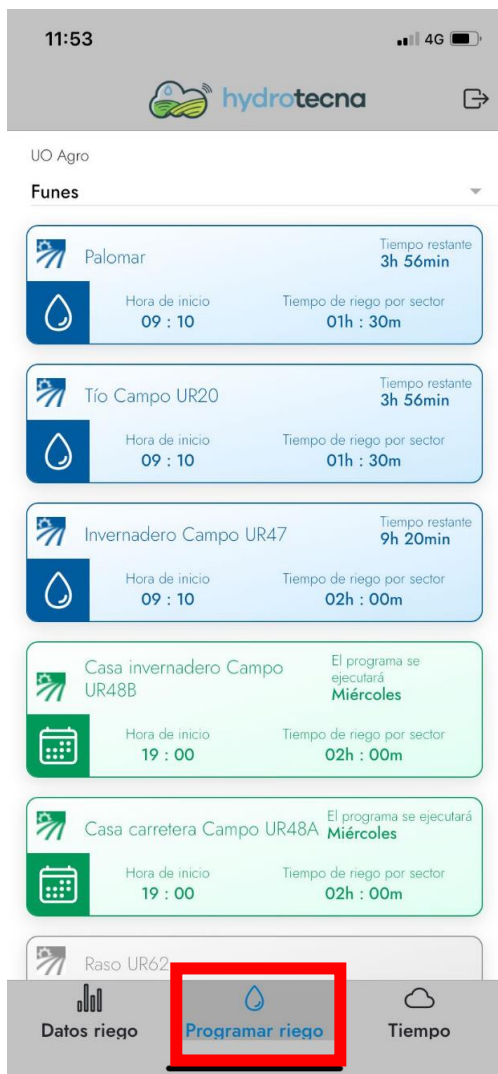 11:53
4G
hydrotecna
UO Agro
Funes
Tiempo restante
Palomar
3h 56min
Hora de inicio Tiempo de riego por sector
09 : 10 01h : 30m
Tiempo restante
Tío Campo UR20
3h 56min
Hora de inicio Tiempo de riego por sector
09 : 10 01h : 30m
Tiempo restante
Invernadero Campo UR47
9h 20min
Hora de inicio Tiempo de riego por sector
09 : 10 02h : 00m
Casa invernadero Campo
UR48B
El programa se
ejecutará
Miércoles
Hora de inicio Tiempo de riego por sector
19 : 00 02h : 00m
El programa se ejecutará
Casa carretera Campo UR48A Miércoles
Hora de inicio Tiempo de riego por sector
19 : 00 02h : 00m
Raso UR62
Datos riego Programar riego Tiempo